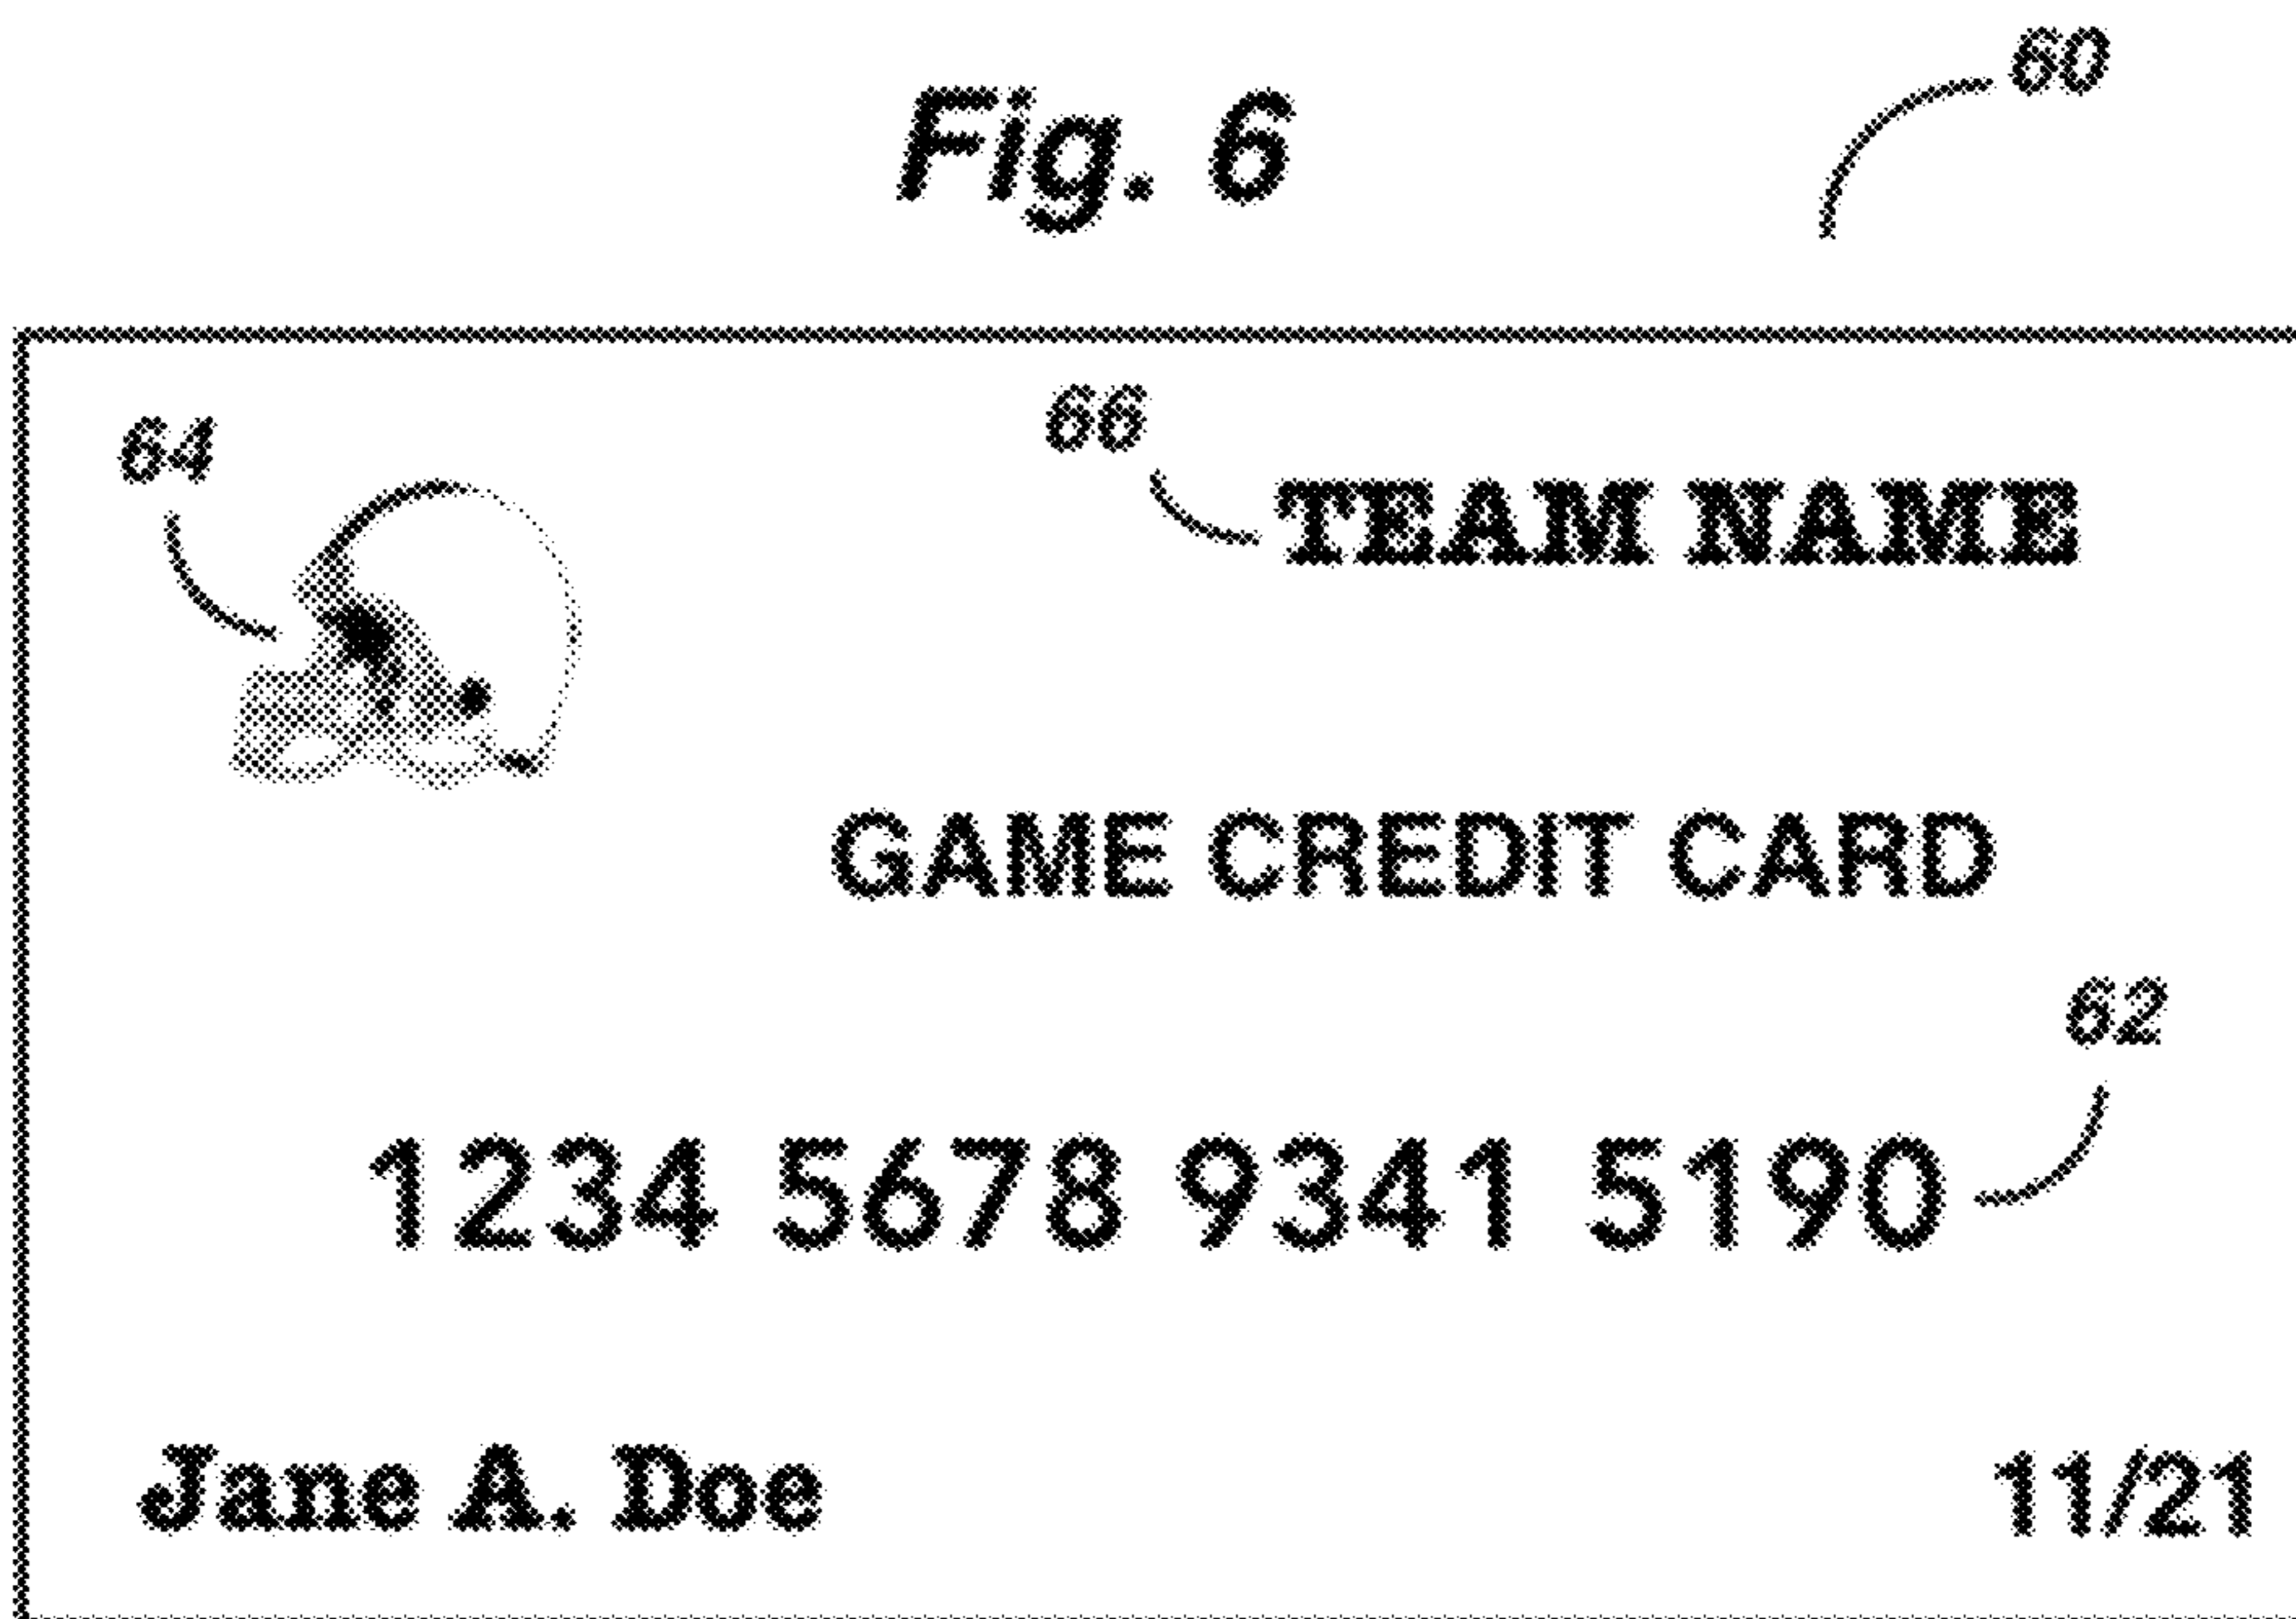 60
Fig. 6
66
64
TEAM NAME
GAME CREDIT CARD
62
1234 5678 9341 5190
Jane A. Doe 11/21